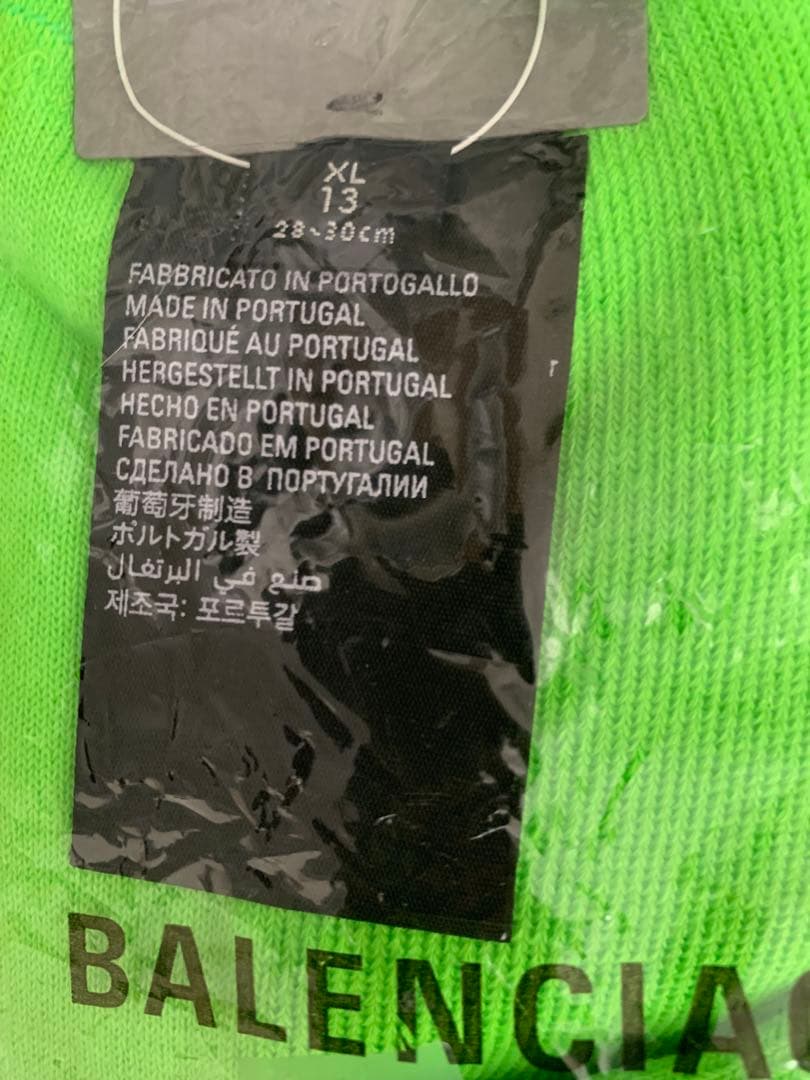 XL
13
28-30cm
FABBRICATO IN PORTOGALLO
MADE IN PORTUGAL
FABRIQUÉ AU PORTUGAL
HERGESTELLT IN PORTUGAL
HECHO EN PORTUGAL
FABRICADO EM PORTUGAL
СДЕЛАНО В ПОРТУГАЛИИ
葡萄牙制造
ポルトガル製
صنع في البرتغال
제조국: 포르투갈
BALENCIA